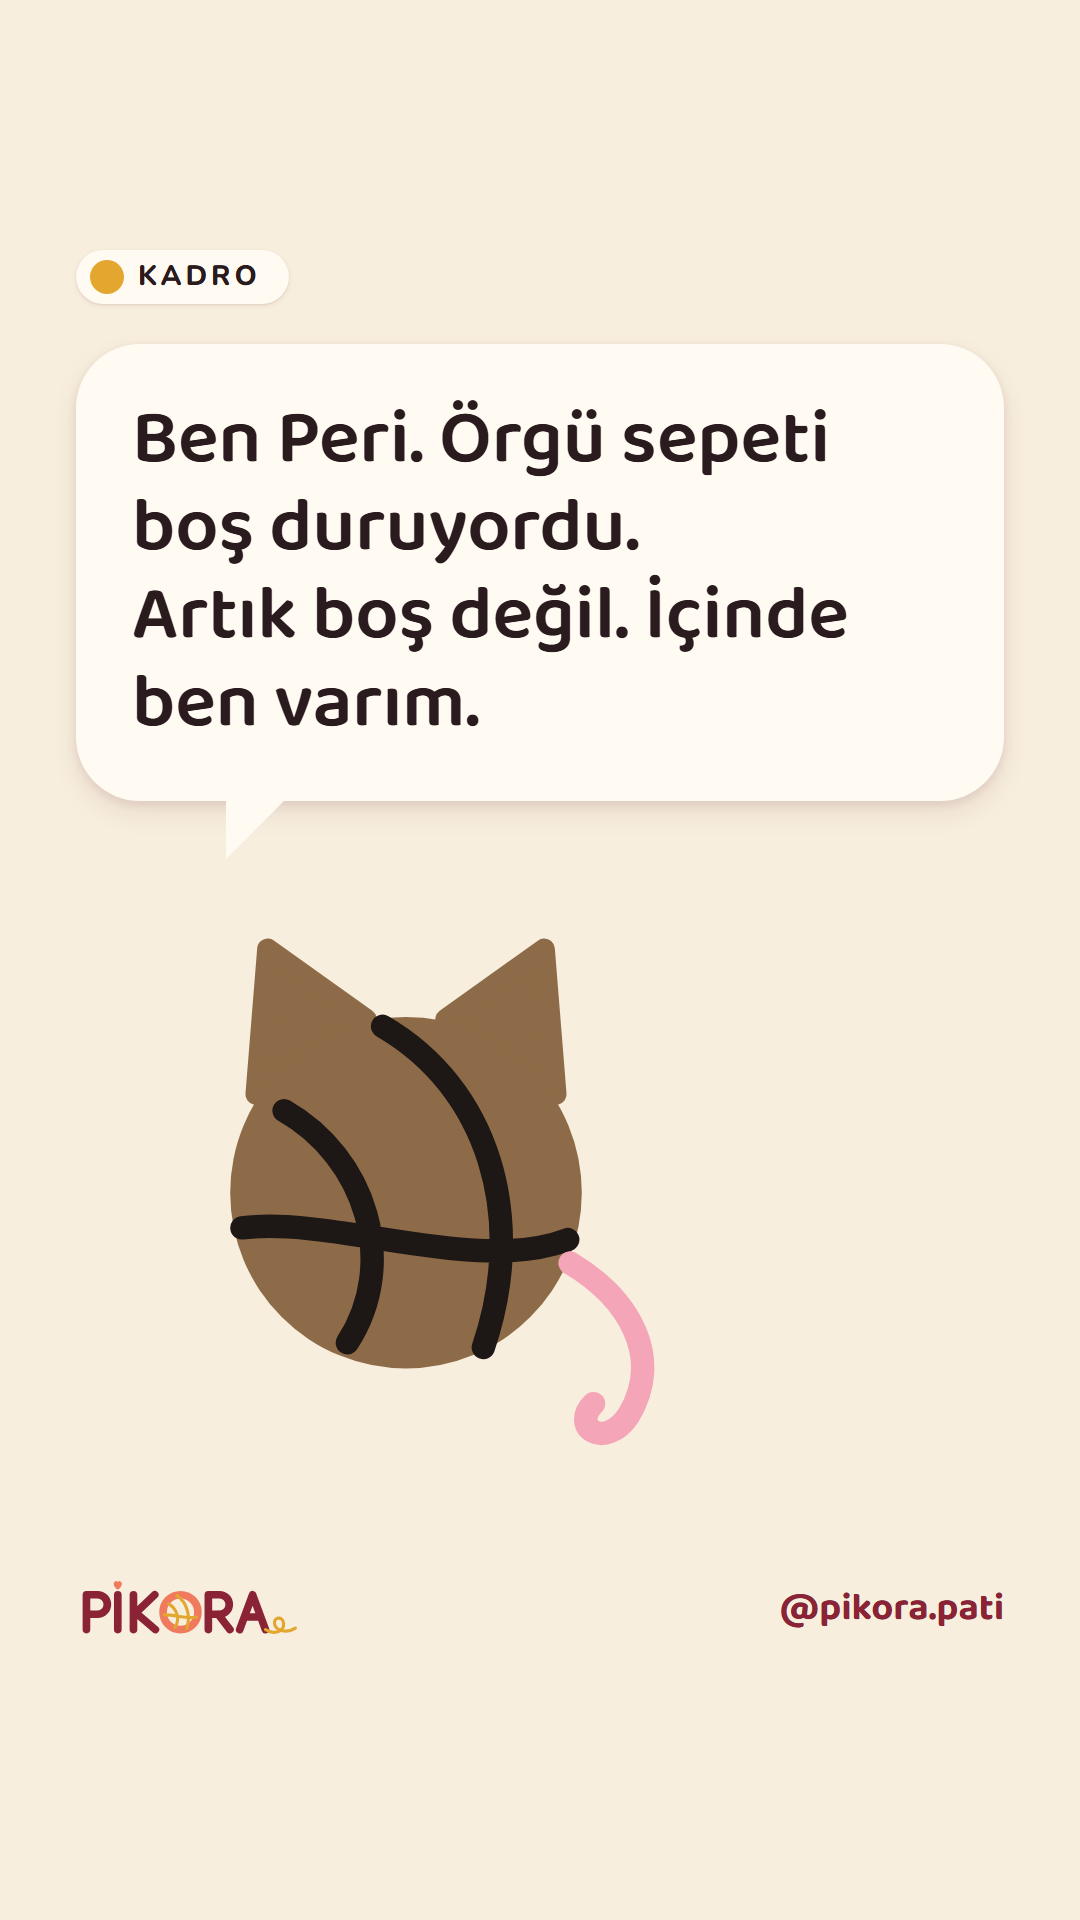 KADRO
Ben Peri. Örgü sepeti
boş duruyordu.
Artık boş değil. İçinde
ben varım.
PİKORA
@pikora.pati